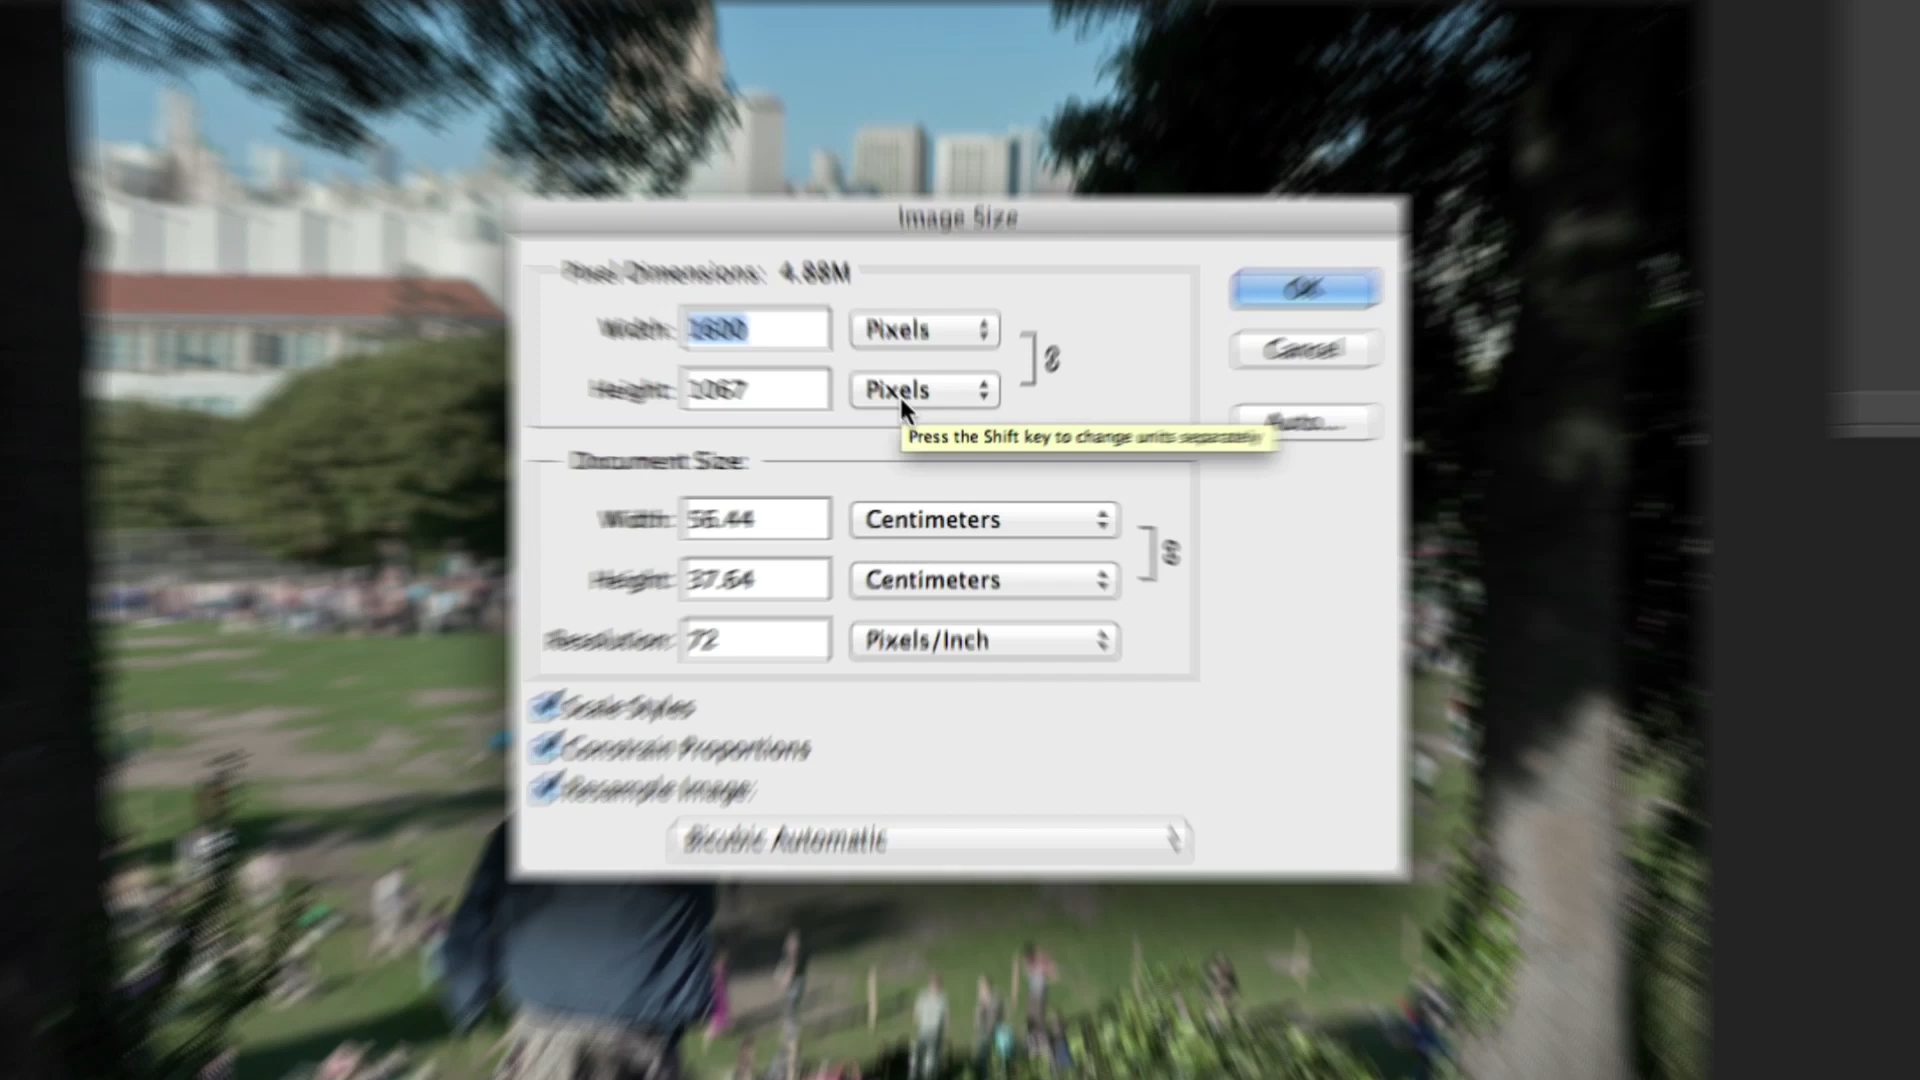 Image Size
Pixel Dimensions: 4.88M
Width: 1600 Pixels
Height: 1067 Pixels
Document Size:
Width: 56.44 Centimeters
Height: 37.64 Centimeters
Resolution: 72 Pixels/Inch
Scale Styles
Constrain Proportions
Resample Image:
Bicubic Automatic
OK
Cancel
Auto...
Press the Shift key to change units separately